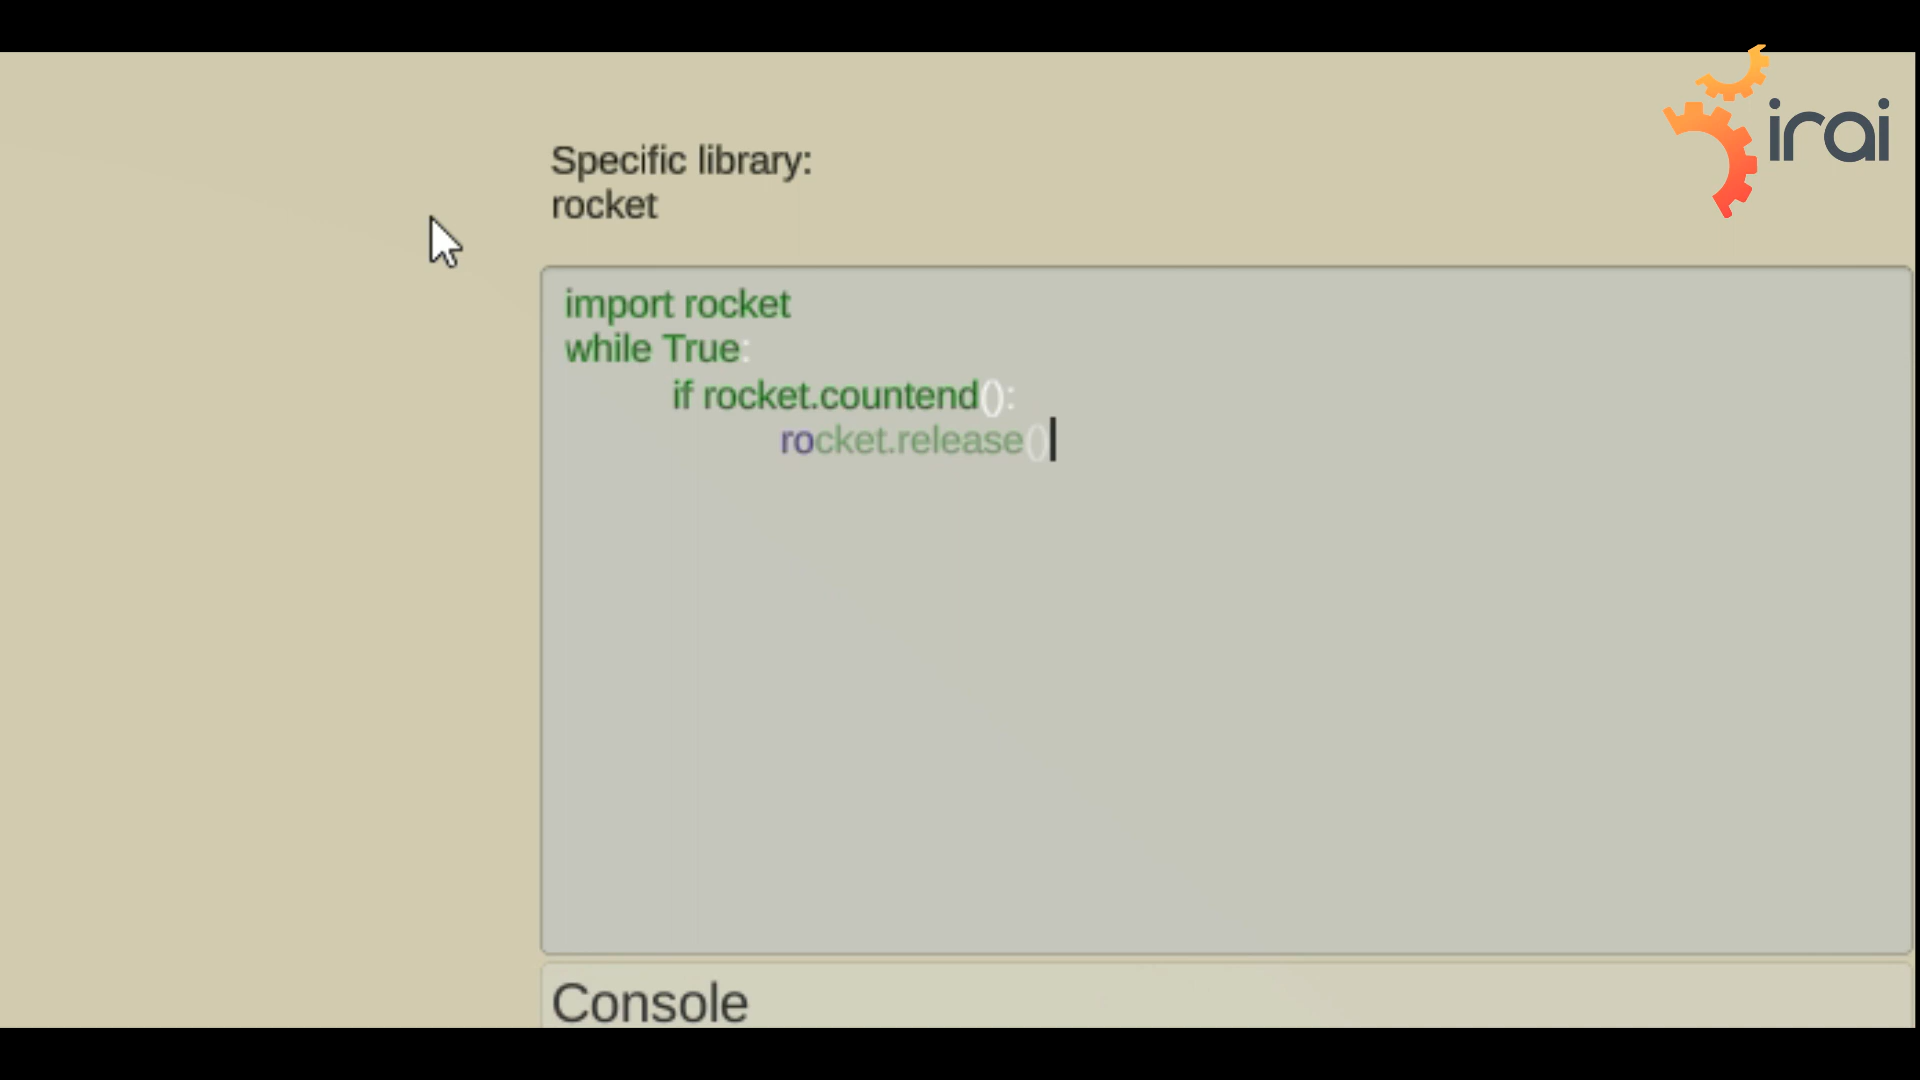 irai
Specific library:
rocket
import rocket
while True:
if rocket.countend():
rocket.release()
Console